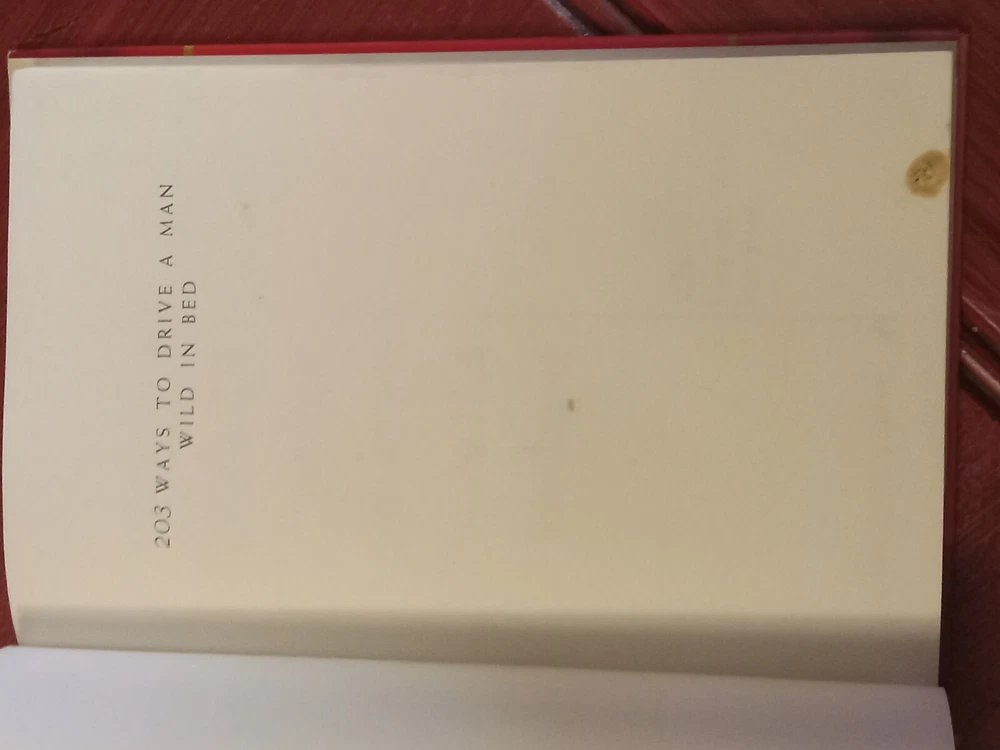 203 WAYS TO DRIVE A MAN
WILD IN BED